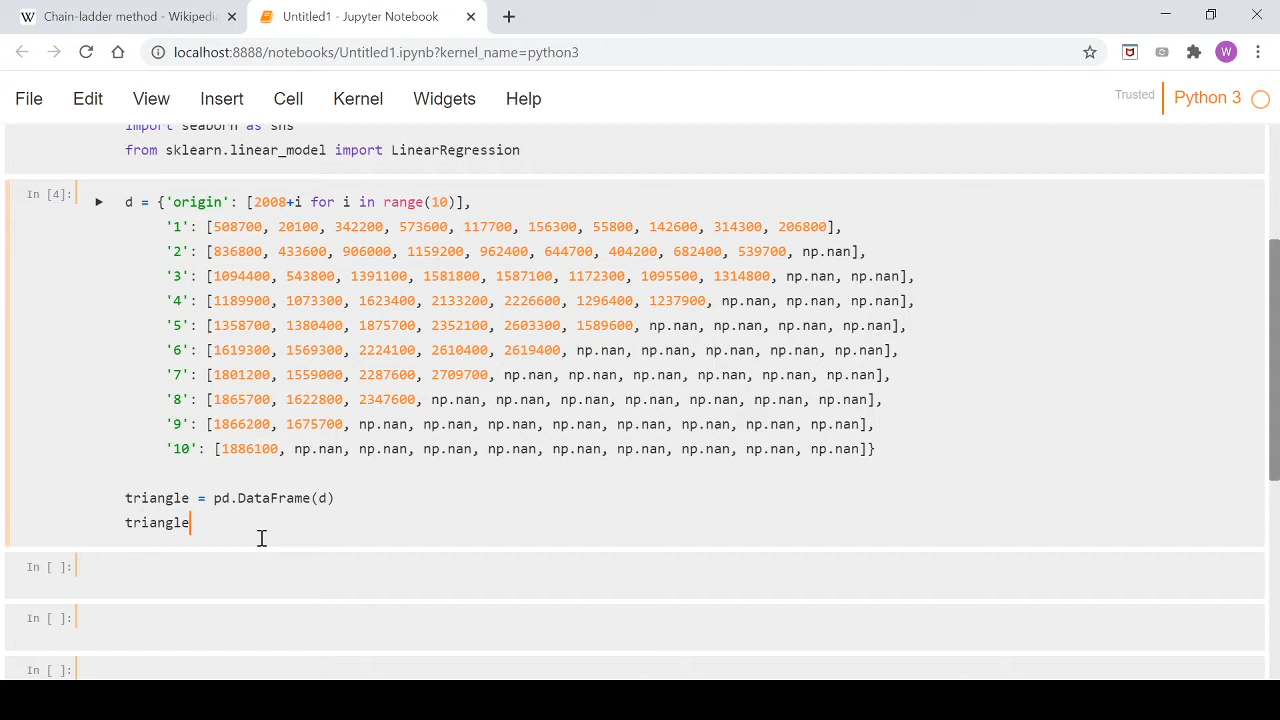 Chain-ladder method - Wikipedi
Untitled1 - Jupyter Notebook
localhost:8888/notebooks/Untitled1.ipynb?kernel_name=python3
W
File Edit View Insert Cell Kernel Widgets Help
Trusted Python 3
import seaborn as sns
from sklearn.linear_model import LinearRegression
In [4]:
d = {'origin': [2008+i for i in range(10)],
'1': [508700, 20100, 342200, 573600, 117700, 156300, 55800, 142600, 314300, 206800],
'2': [836800, 433600, 906000, 1159200, 962400, 644700, 404200, 682400, 539700, np.nan],
'3': [1094400, 543800, 1391100, 1581800, 1587100, 1172300, 1095500, 1314800, np.nan, np.nan],
'4': [1189900, 1073300, 1623400, 2133200, 2226600, 1296400, 1237900, np.nan, np.nan, np.nan],
'5': [1358700, 1380400, 1875700, 2352100, 2603300, 1589600, np.nan, np.nan, np.nan, np.nan],
'6': [1619300, 1569300, 2224100, 2610400, 2619400, np.nan, np.nan, np.nan, np.nan, np.nan],
'7': [1801200, 1559000, 2287600, 2709700, np.nan, np.nan, np.nan, np.nan, np.nan, np.nan],
'8': [1865700, 1622800, 2347600, np.nan, np.nan, np.nan, np.nan, np.nan, np.nan, np.nan],
'9': [1866200, 1675700, np.nan, np.nan, np.nan, np.nan, np.nan, np.nan, np.nan, np.nan],
'10': [1886100, np.nan, np.nan, np.nan, np.nan, np.nan, np.nan, np.nan, np.nan, np.nan]}
triangle = pd.DataFrame(d)
triangle
In [ ]:
In [ ]:
In [ ]: